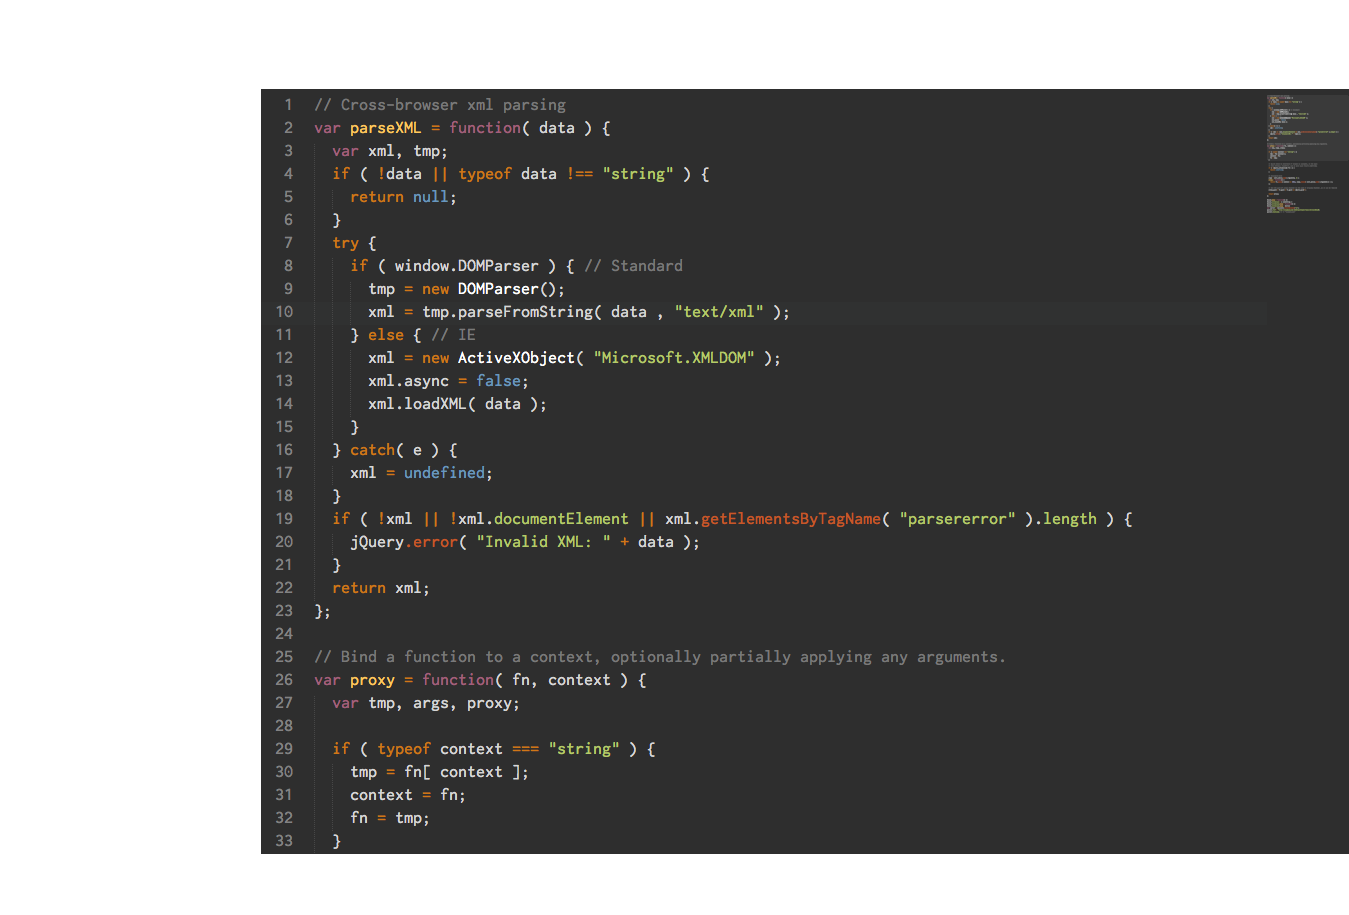 1 // Cross-browser xml parsing
2 var parseXML = function( data ) {
3 var xml, tmp;
4 if ( !data || typeof data !== "string" ) {
5 return null;
6 }
7 try {
8 if ( window.DOMParser ) { // Standard
9 tmp = new DOMParser();
10 xml = tmp.parseFromString( data , "text/xml" );
11 } else { // IE
12 xml = new ActiveXObject( "Microsoft.XMLDOM" );
13 xml.async = false;
14 xml.loadXML( data );
15 }
16 } catch( e ) {
17 xml = undefined;
18 }
19 if ( !xml || !xml.documentElement || xml.getElementsByTagName( "parsererror" ).length ) {
20 jQuery.error( "Invalid XML: " + data );
21 }
22 return xml;
23 };
24
25 // Bind a function to a context, optionally partially applying any arguments.
26 var proxy = function( fn, context ) {
27 var tmp, args, proxy;
28
29 if ( typeof context === "string" ) {
30 tmp = fn[ context ];
31 context = fn;
32 fn = tmp;
33 }